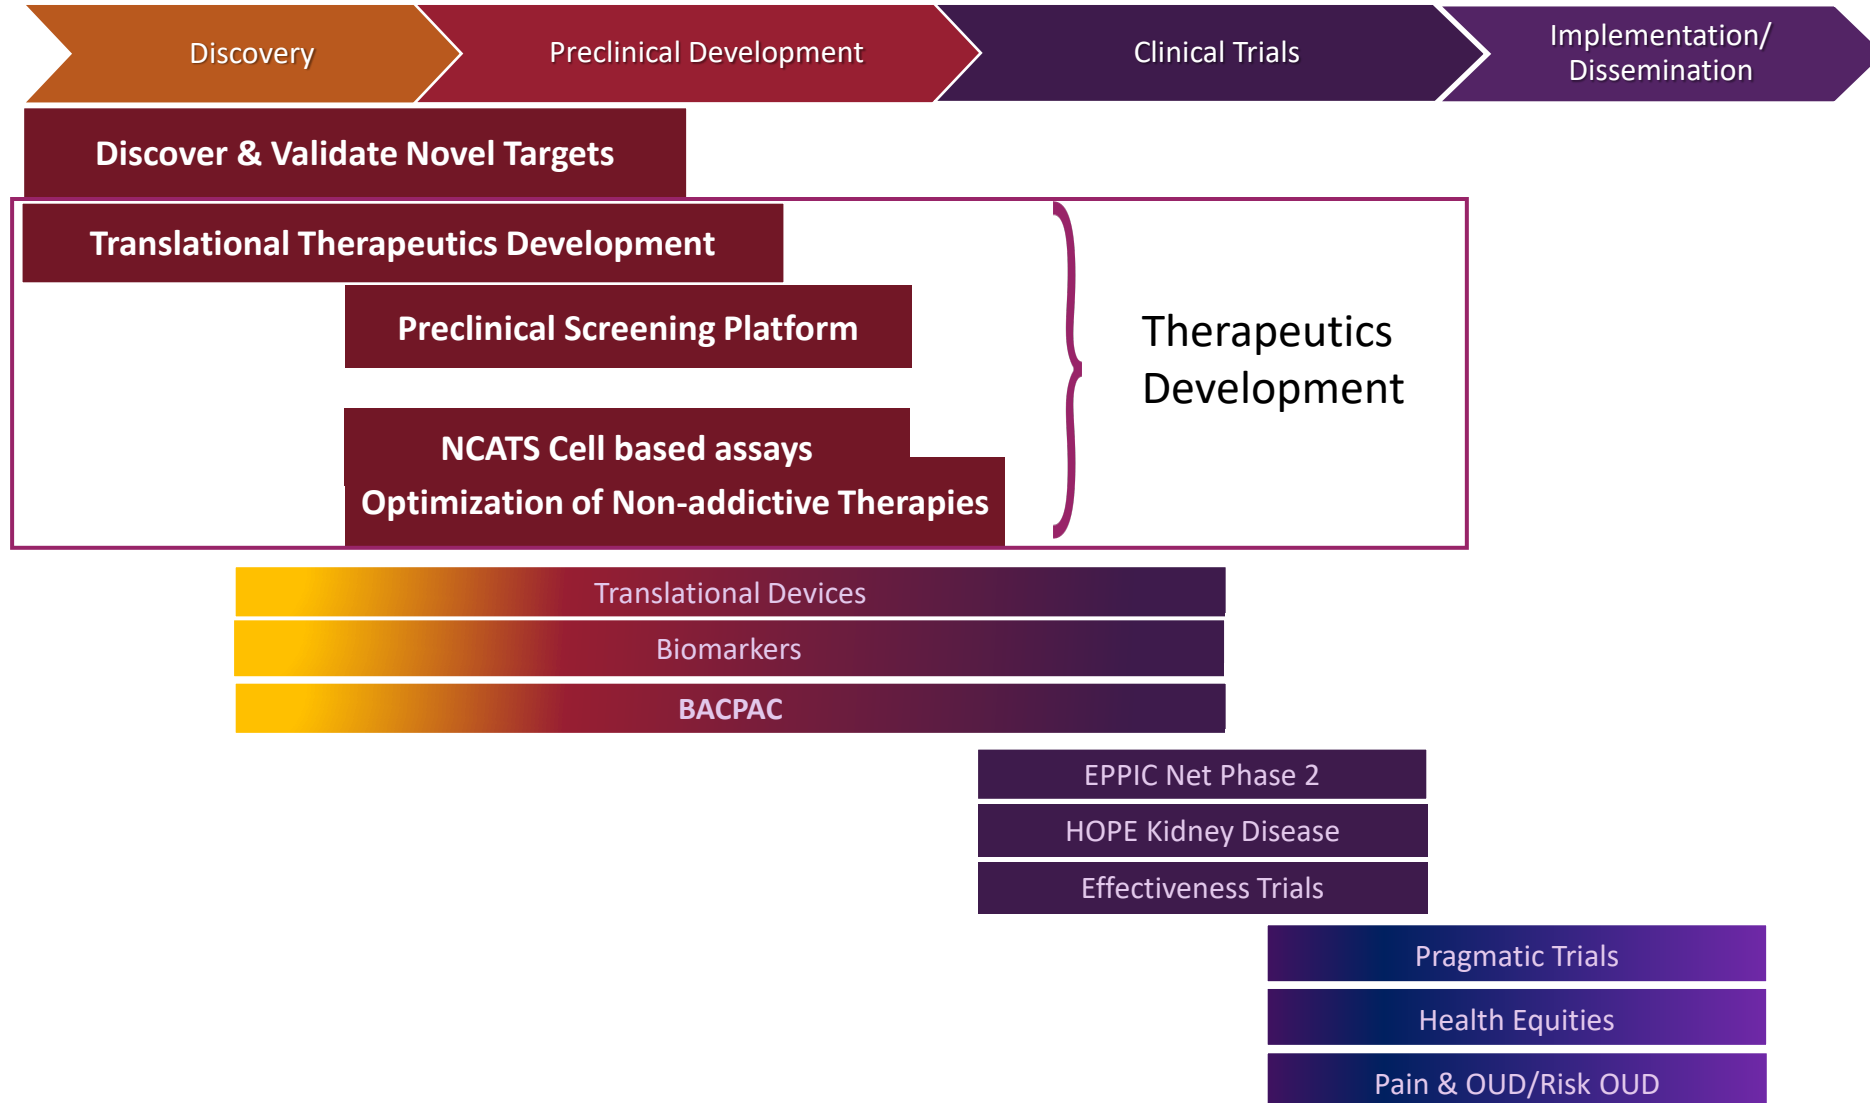 Discovery
Preclinical Development
Clinical Trials
Implementation/
Dissemination
Discover & Validate Novel Targets
Translational Therapeutics Development
Preclinical Screening Platform
NCATS Cell based assays
Optimization of Non-addictive Therapies
Therapeutics
Development
Translational Devices
Biomarkers
BACPAC
EPPIC Net Phase 2
HOPE Kidney Disease
Effectiveness Trials
Pragmatic Trials
Health Equities
Pain & OUD/Risk OUD